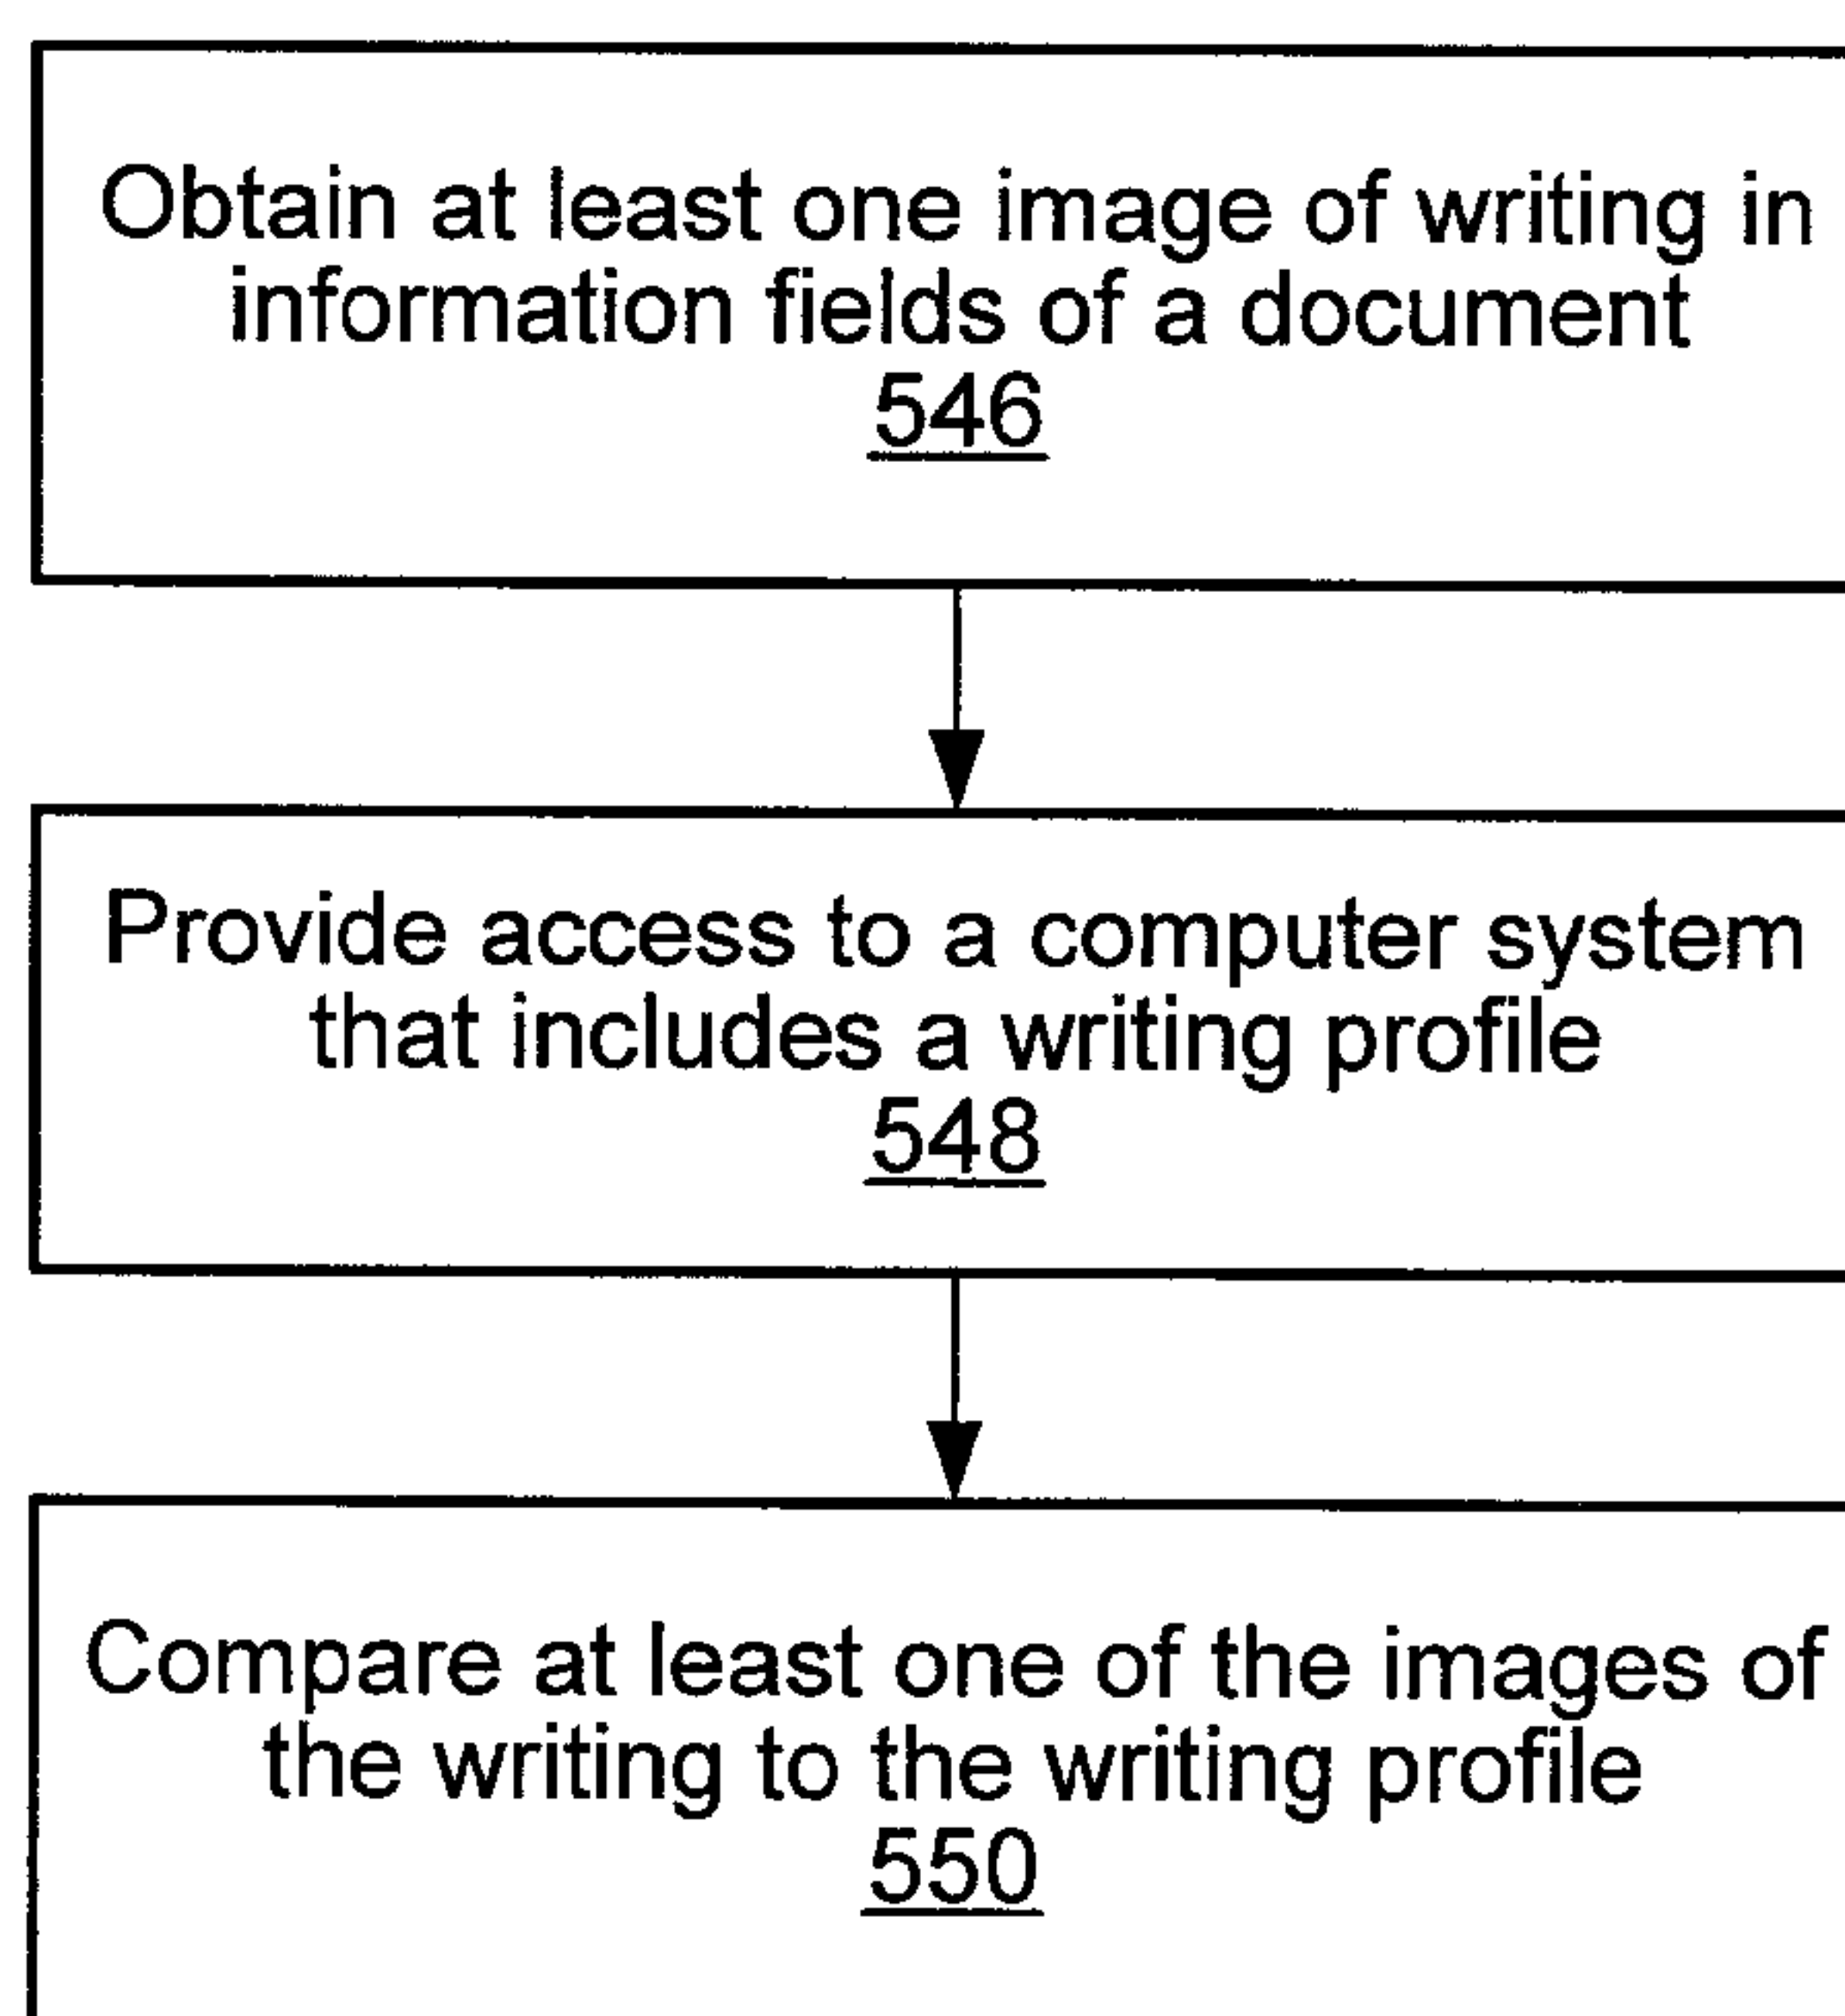 Obtain at least one image of writing in
information fields of a document
546
Provide access to a computer system
that includes a writing profile
548
Compare at least one of the images of
the writing to the writing profile
550